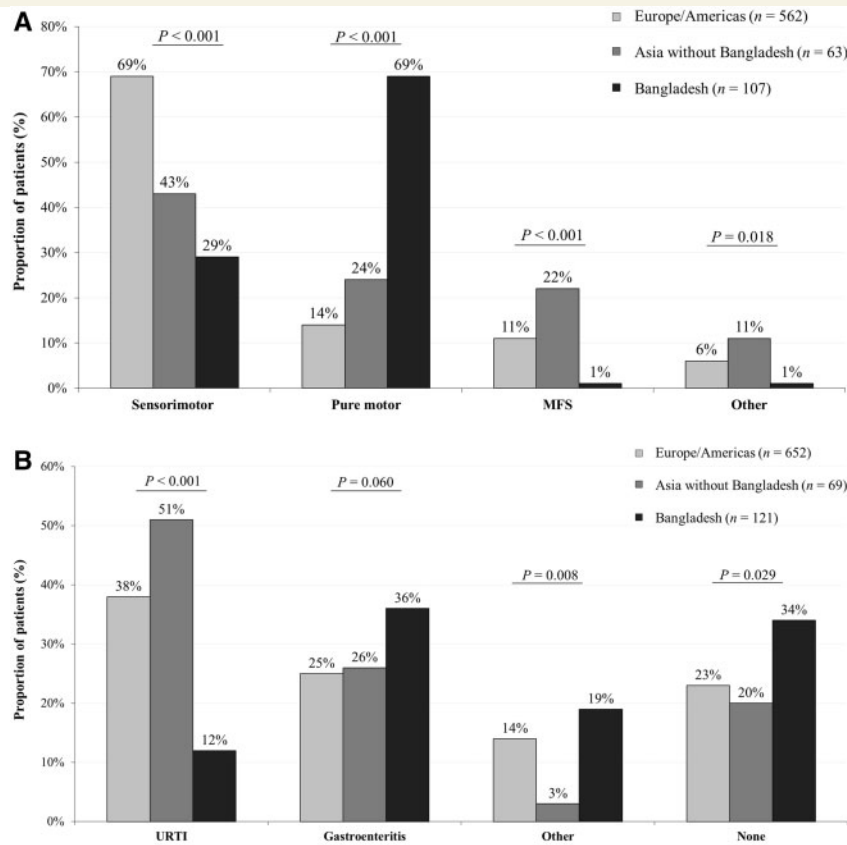 A
Proportion of patients (%)
80%
70%
60%
50%
40%
30%
20%
10%
0%
Europe/Americas (n = 562)
Asia without Bangladesh (n = 63)
Bangladesh (n = 107)
P < 0.001
P < 0.001
P < 0.001
P = 0.018
69%
43%
29%
14%
24%
69%
11%
22%
1%
6%
11%
1%
Sensorimotor
Pure motor
MFS
Other
B
Proportion of patients (%)
60%
50%
40%
30%
20%
10%
0%
Europe/Americas (n = 652)
Asia without Bangladesh (n = 69)
Bangladesh (n = 121)
P < 0.001
P = 0.060
P = 0.008
P = 0.029
38%
51%
12%
25%
26%
36%
14%
3%
19%
23%
20%
34%
URTI
Gastroenteritis
Other
None